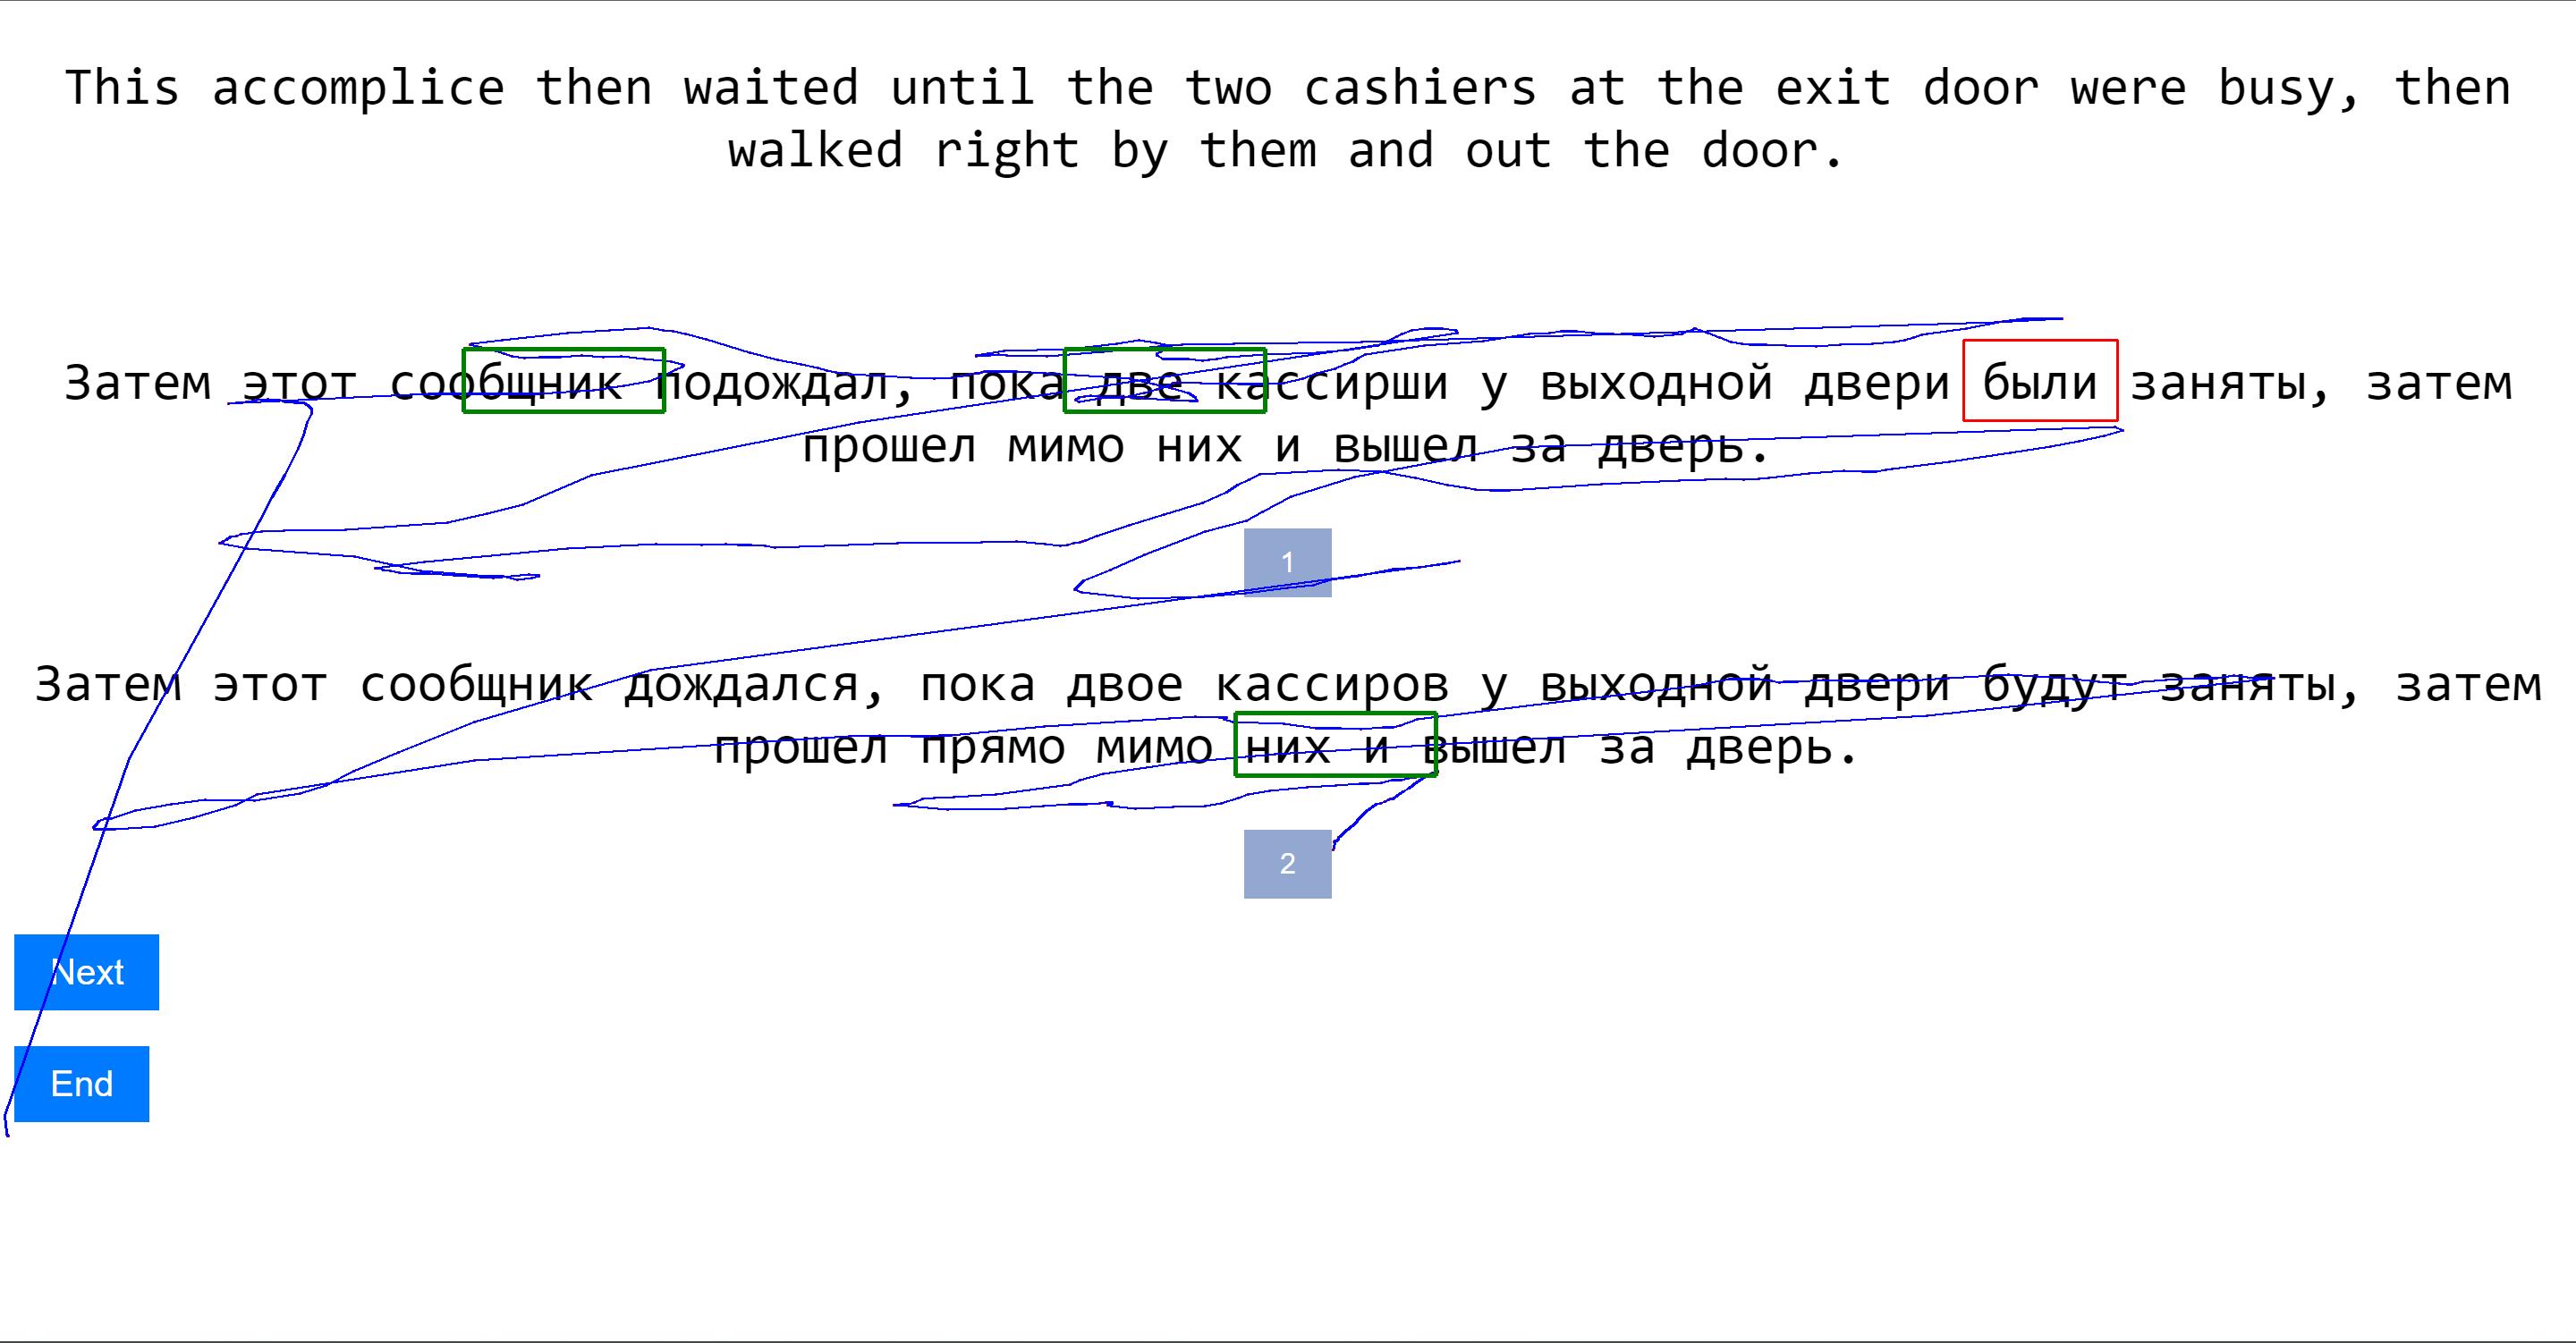 This accomplice then waited until the two cashiers at the exit door were busy, then
walked right by them and out the door.
Затем этот сообщник подождал, пока две кассирши у выходной двери были заняты, затем
прошел мимо них и вышел за дверь.
1
Затем этот сообщник дождался, пока двое кассиров у выходной двери будут заняты, затем
прошел прямо мимо них и вышел за дверь.
2
Next
End